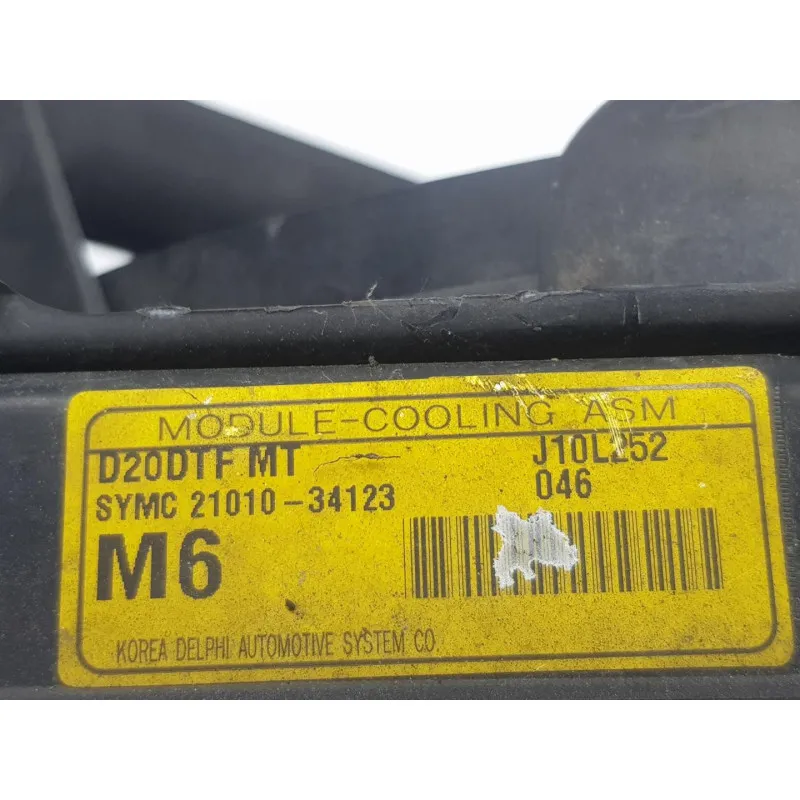 MODULE-COOLING ASM
D20DTF MT J10L252
SYMC 21010-34123 046
M6
KOREA DELPHI AUTOMOTIVE SYSTEM CO.